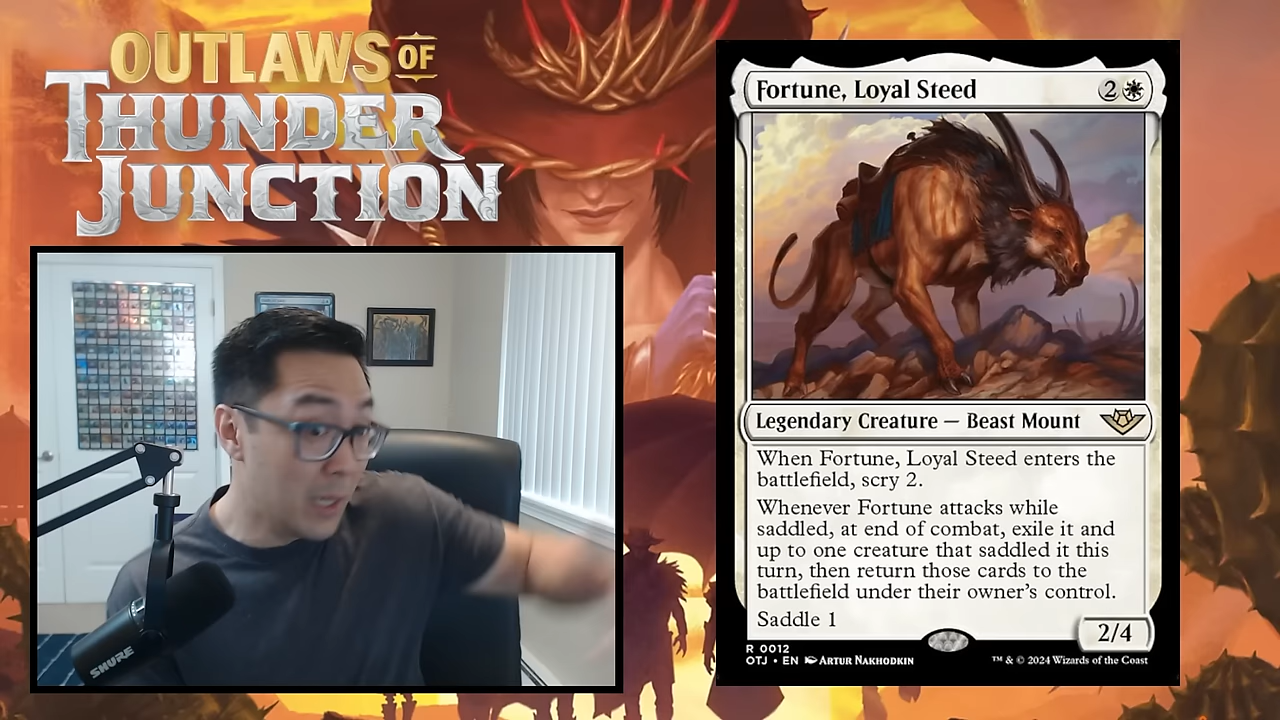 OUTLAWS OF
THUNDER
JUNCTION
SHURE
Fortune, Loyal Steed 2
Legendary Creature — Beast Mount
When Fortune, Loyal Steed enters the
battlefield, scry 2.
Whenever Fortune attacks while
saddled, at end of combat, exile it and
up to one creature that saddled it this
turn, then return those cards to the
battlefield under their owner's control.
Saddle 1
2/4
R 0012
OTJ • EN Artur Nakhodkin
™ & © 2024 Wizards of the Coast